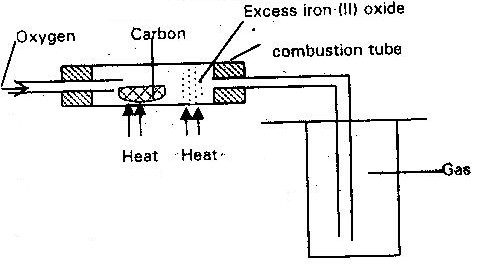 Excess iron (II) oxide
Oxygen
Carbon
combustion tube
Heat
Heat
Gas